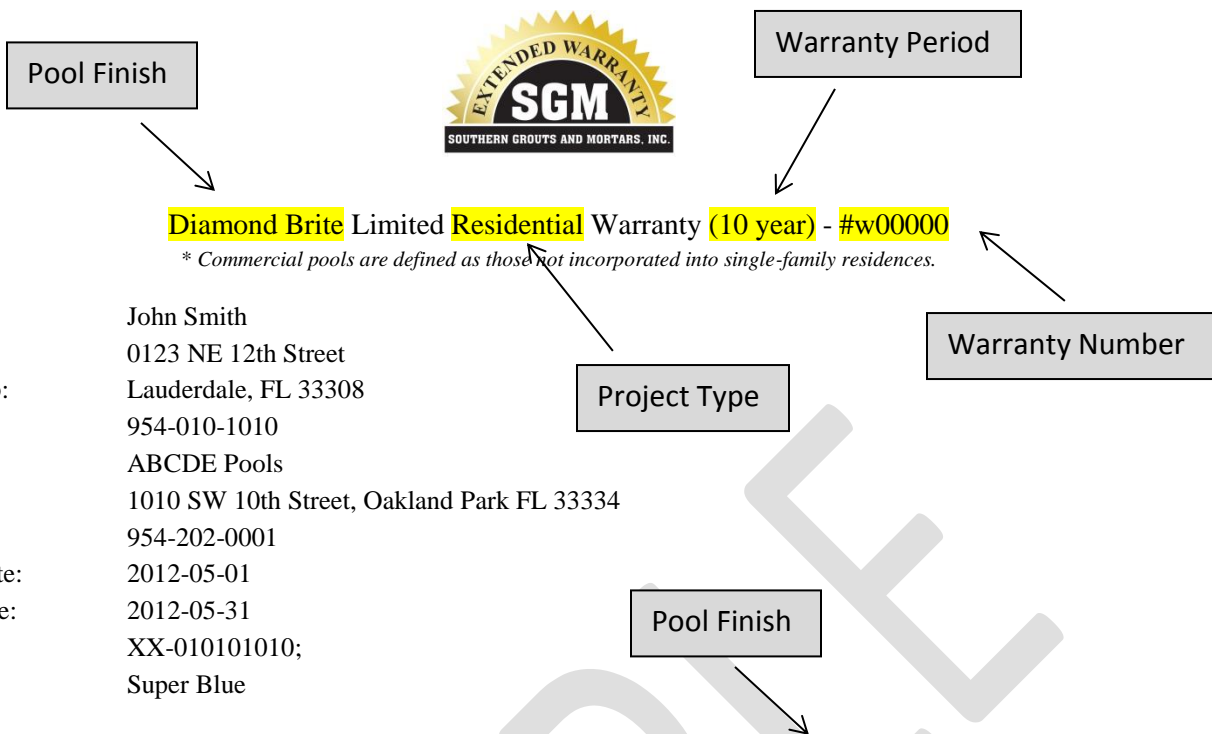 EXTENDED WARRANTY
SGM
SOUTHERN GROUTS AND MORTARS, INC.
Pool Finish
Warranty Period
Diamond Brite Limited Residential Warranty (10 year) - #w00000
* Commercial pools are defined as those not incorporated into single-family residences.
Warranty Number
Project Type
John Smith
0123 NE 12th Street
: Lauderdale, FL 33308
954-010-1010
ABCDE Pools
1010 SW 10th Street, Oakland Park FL 33334
954-202-0001
te: 2012-05-01
e: 2012-05-31
XX-010101010;
Super Blue
Pool Finish